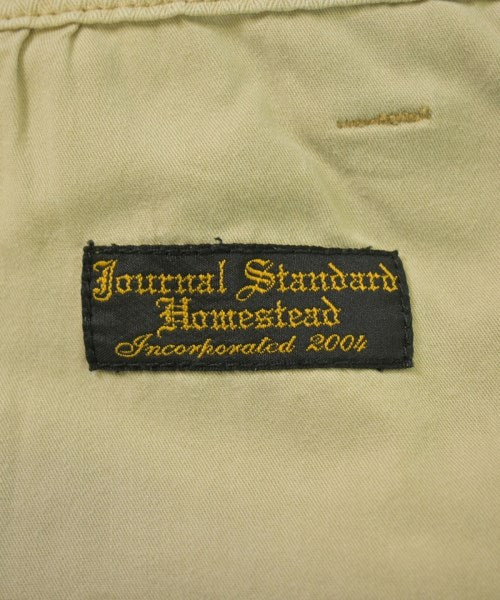 Journal Standard
Homestead
Incorporated 2004